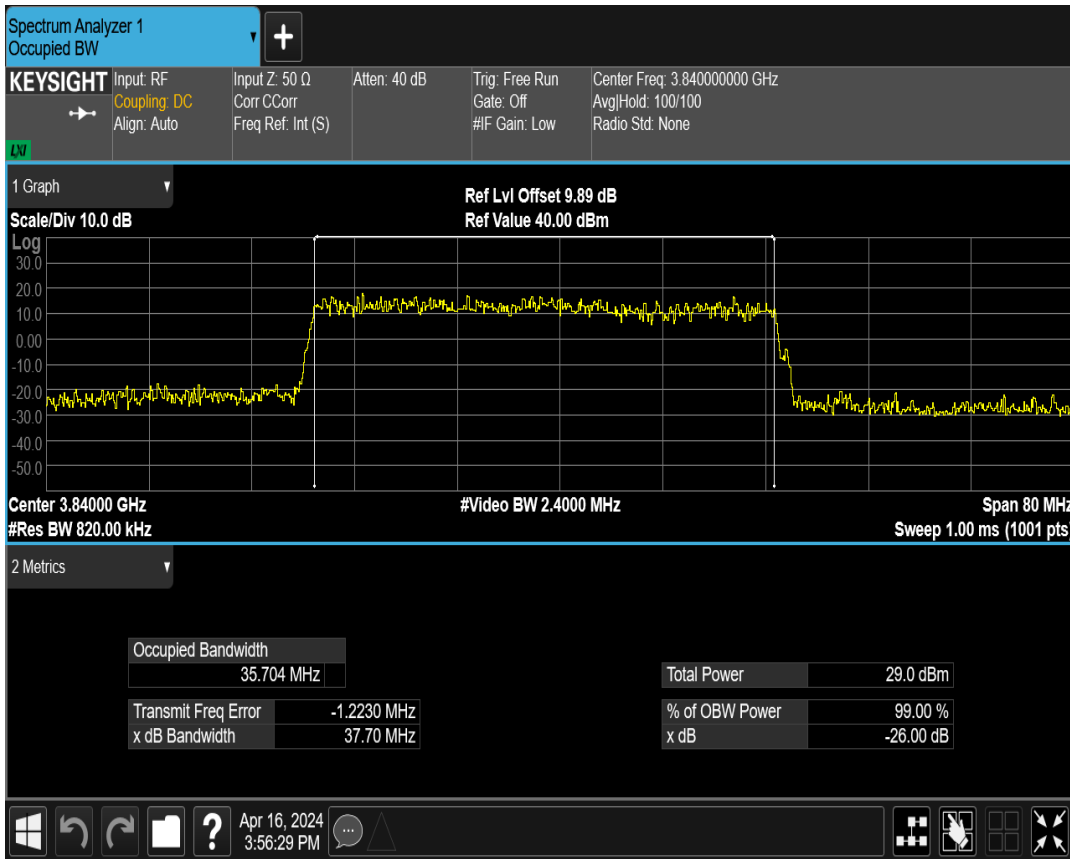 Spectrum Analyzer 1
Occupied BW
KEYSIGHT
LXI
Input: RF
Coupling: DC
Align: Auto
Input Z: 50 Ω
Corr CCorr
Freq Ref: Int (S)
Atten: 40 dB
Trig: Free Run
Gate: Off
#IF Gain: Low
Center Freq: 3.840000000 GHz
Avg|Hold: 100/100
Radio Std: None
1 Graph
Scale/Div 10.0 dB
Ref Lvl Offset 9.89 dB
Ref Value 40.00 dBm
Log
30.0
20.0
10.0
0.00
-10.0
-20.0
-30.0
-40.0
-50.0
Center 3.84000 GHz
#Video BW 2.4000 MHz
Span 80 MHz
#Res BW 820.00 kHz
Sweep 1.00 ms (1001 pts)
2 Metrics
Occupied Bandwidth
35.704 MHz
Total Power 29.0 dBm
Transmit Freq Error -1.2230 MHz
% of OBW Power 99.00 %
x dB Bandwidth 37.70 MHz
x dB -26.00 dB
?
Apr 16, 2024
3:56:29 PM